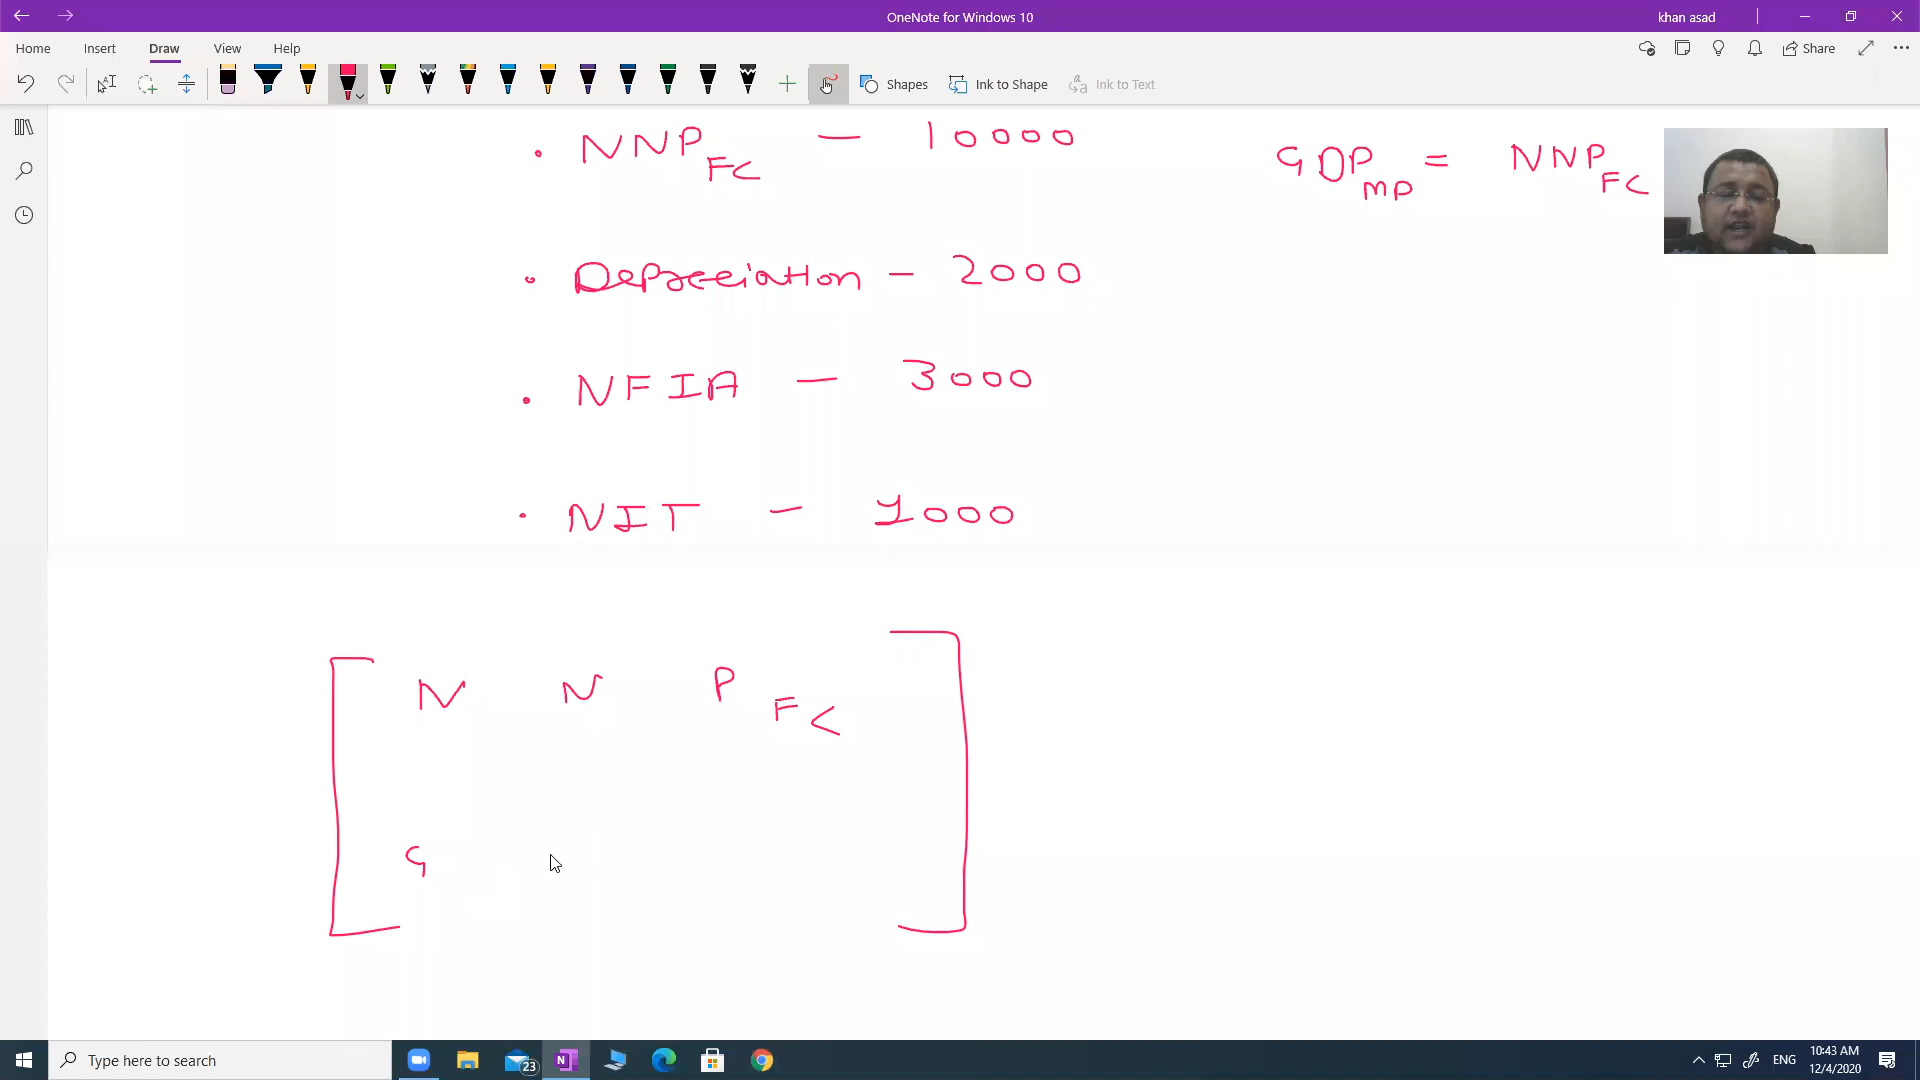 OneNote for Windows 10
khan asad
Home Insert Draw View Help
Share
Shapes
Ink to Shape
Ink to Text
NNP FC — 10000
GDP MP = NNP FC
Depreciation - 2000
NFIA — 3000
NIT - 1000
N N P FC
G
Type here to search
23
ENG
10:43 AM
12/4/2020